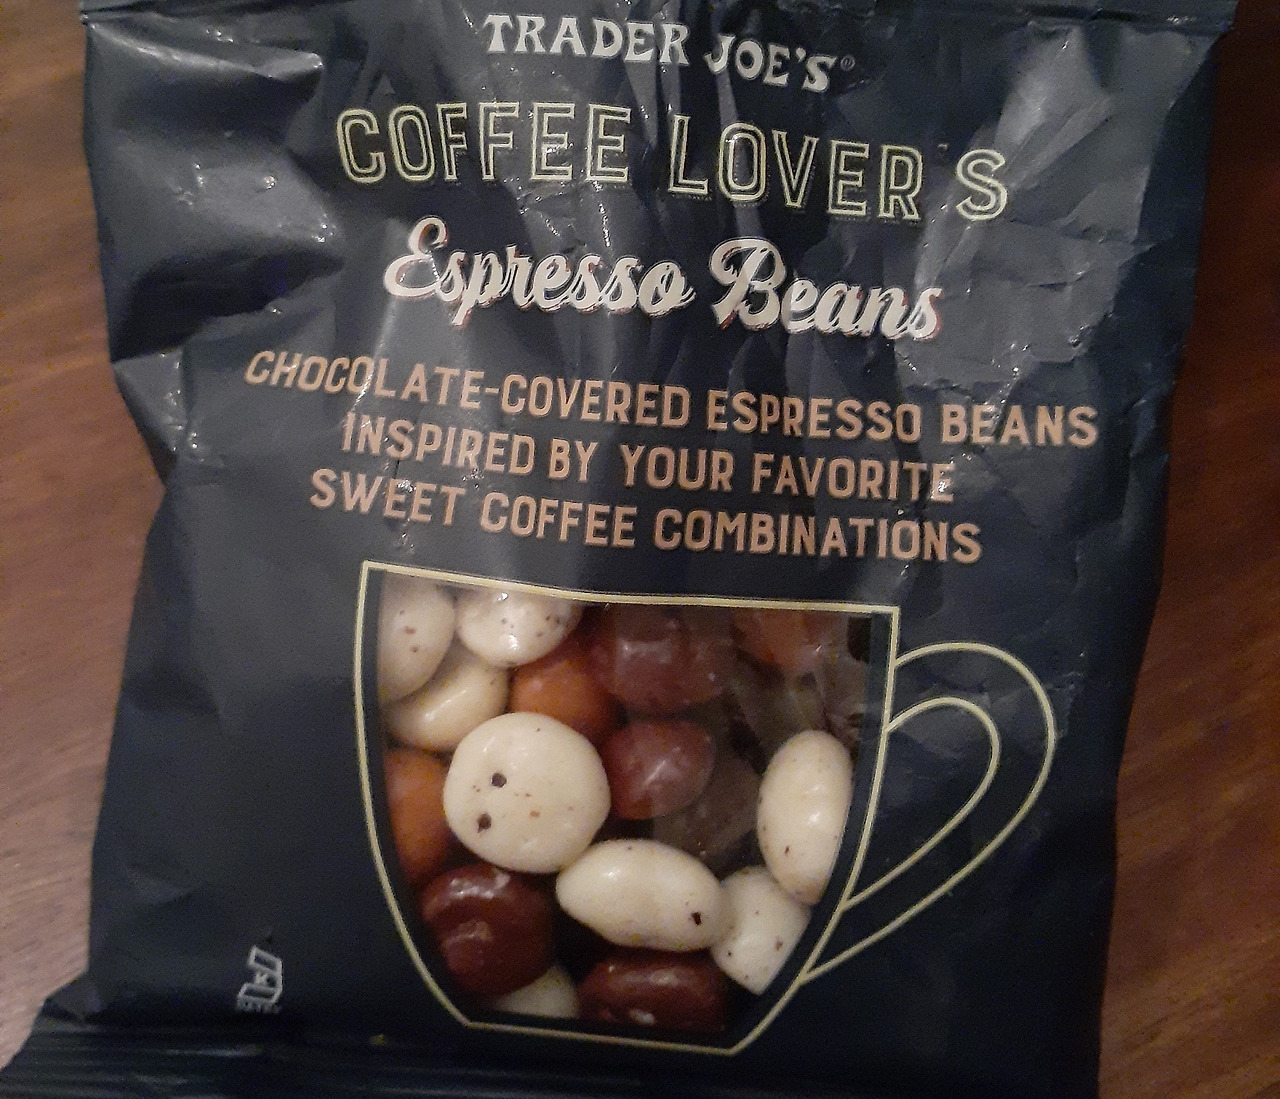 TRADER JOE'S®
COFFEE LOVER'S
Espresso Beans
CHOCOLATE-COVERED ESPRESSO BEANS
INSPIRED BY YOUR FAVORITE
SWEET COFFEE COMBINATIONS